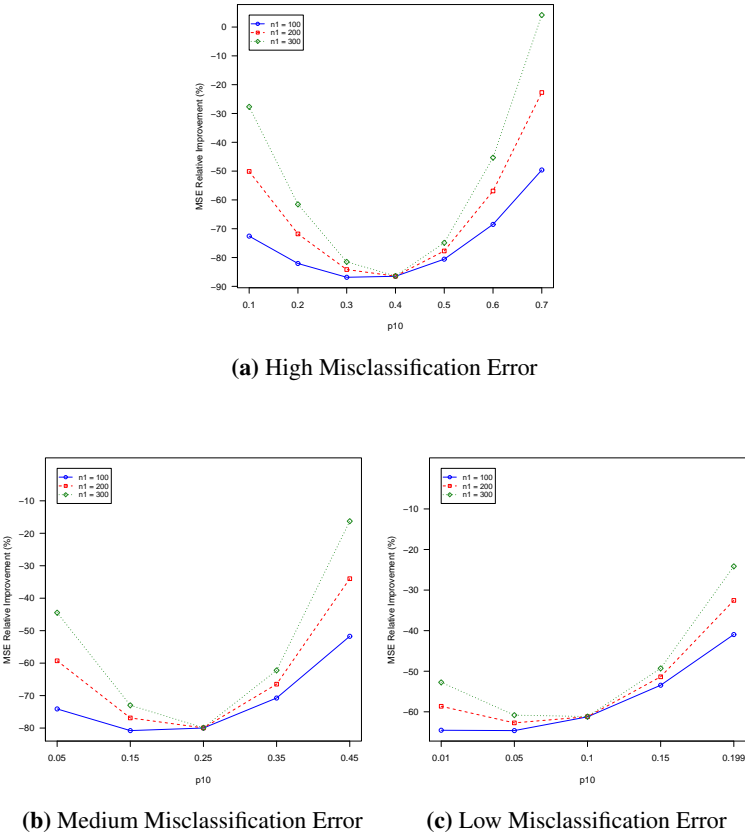 n1 = 100
n1 = 200
n1 = 300
MSE Relative Improvement (%)
0
−10
−20
−30
−40
−50
−60
−70
−80
−90
0.1 0.2 0.3 0.4 0.5 0.6 0.7
p10
(a) High Misclassification Error
n1 = 100
n1 = 200
n1 = 300
MSE Relative Improvement (%)
−10
−20
−30
−40
−50
−60
−70
−80
0.05 0.15 0.25 0.35 0.45
p10
(b) Medium Misclassification Error
n1 = 100
n1 = 200
n1 = 300
MSE Relative Improvement (%)
−10
−20
−30
−40
−50
−60
0.01 0.05 0.1 0.15 0.199
p10
(c) Low Misclassification Error